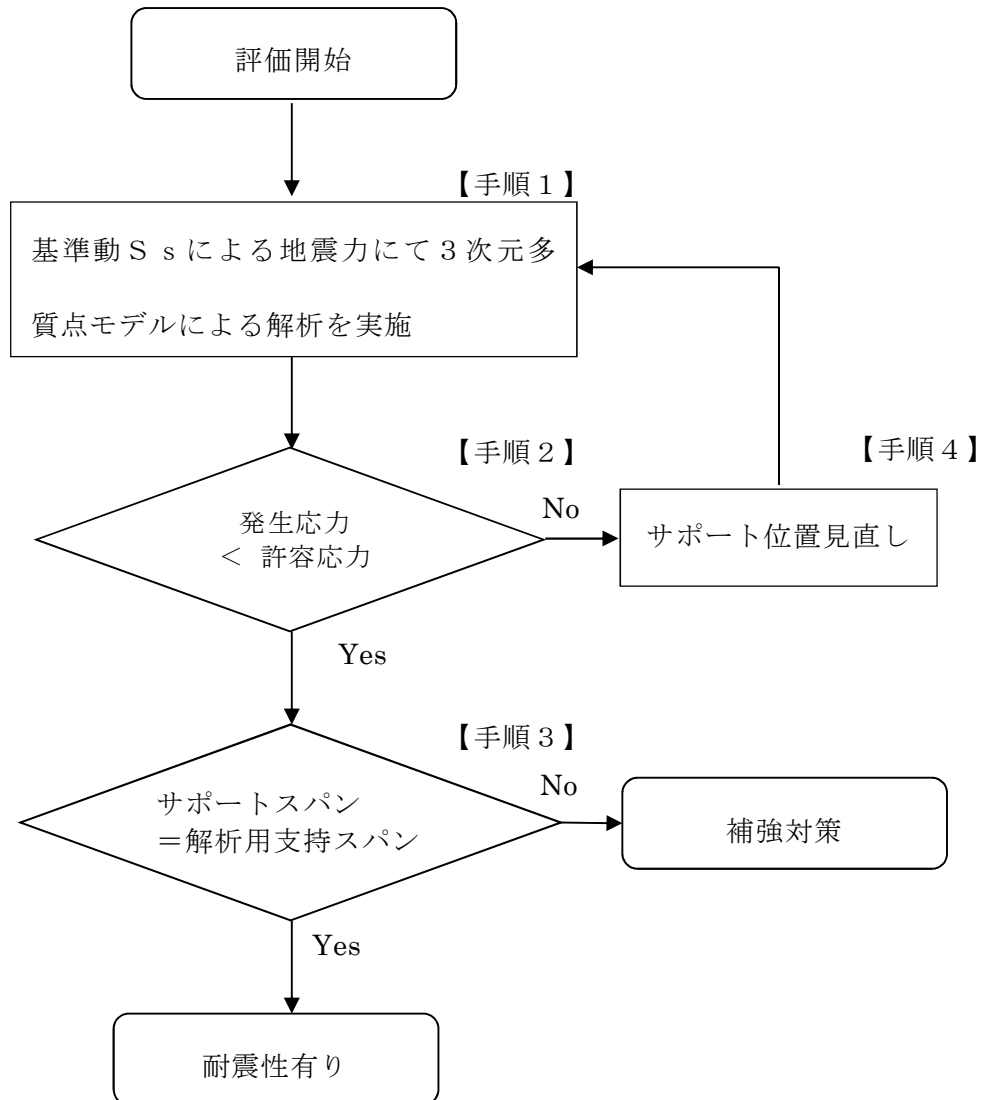 評価開始
【手順1】
基準動Ss による地震力にて3次元多
質点モデルによる解析を実施
【手順2】
【手順4】
発生応力
< 許容応力
No
サポート位置見直し
Yes
【手順3】
サポートスパン
=解析用支持スパン
No
補強対策
Yes
耐震性有り